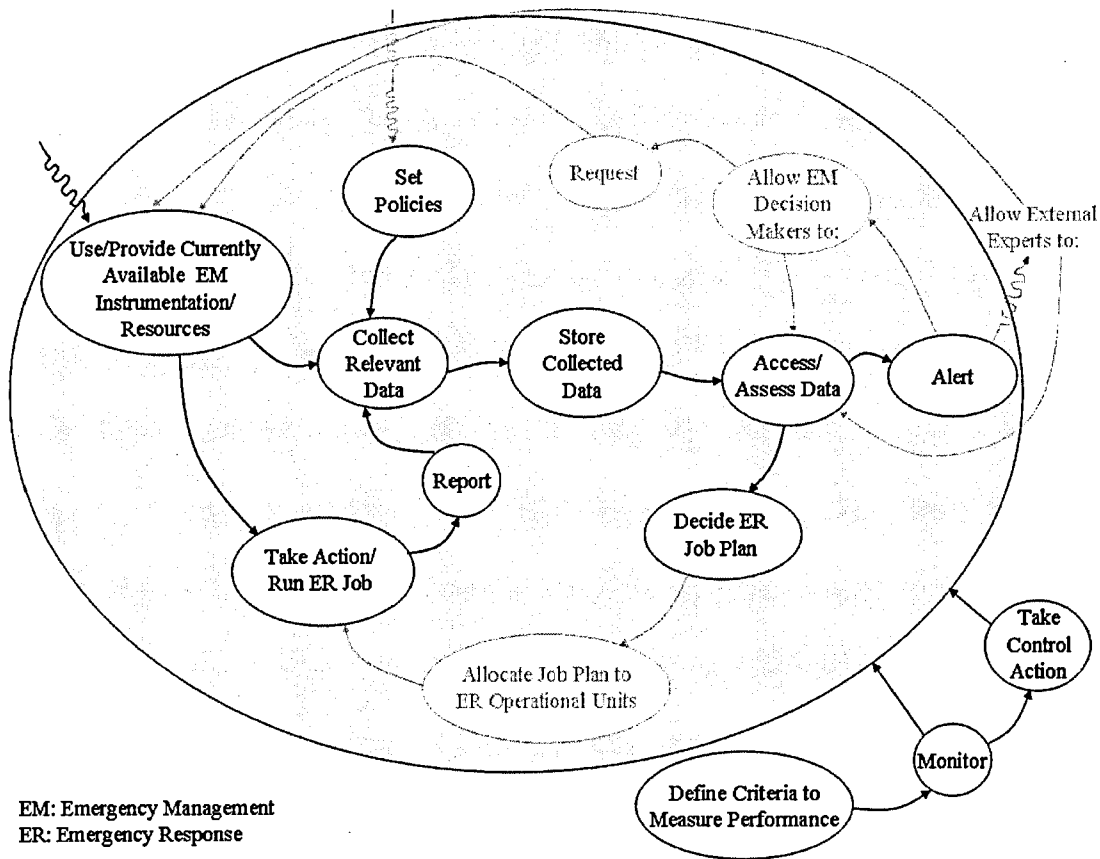 Request
Allow EM
Decision
Makers to:
Set
Policies
Allow External
Experts to:
Use/Provide Currently
Available EM
Instrumentation/
Resources
Collect
Relevant
Data
Store
Collected
Data
Access/
Assess Data
Alert
Report
Decide ER
Job Plan
Take Action/
Run ER Job
Allocate Job Plan to
ER Operational Units
Take
Control
Action
Monitor
Define Criteria to
Measure Performance
EM: Emergency Management
ER: Emergency Response